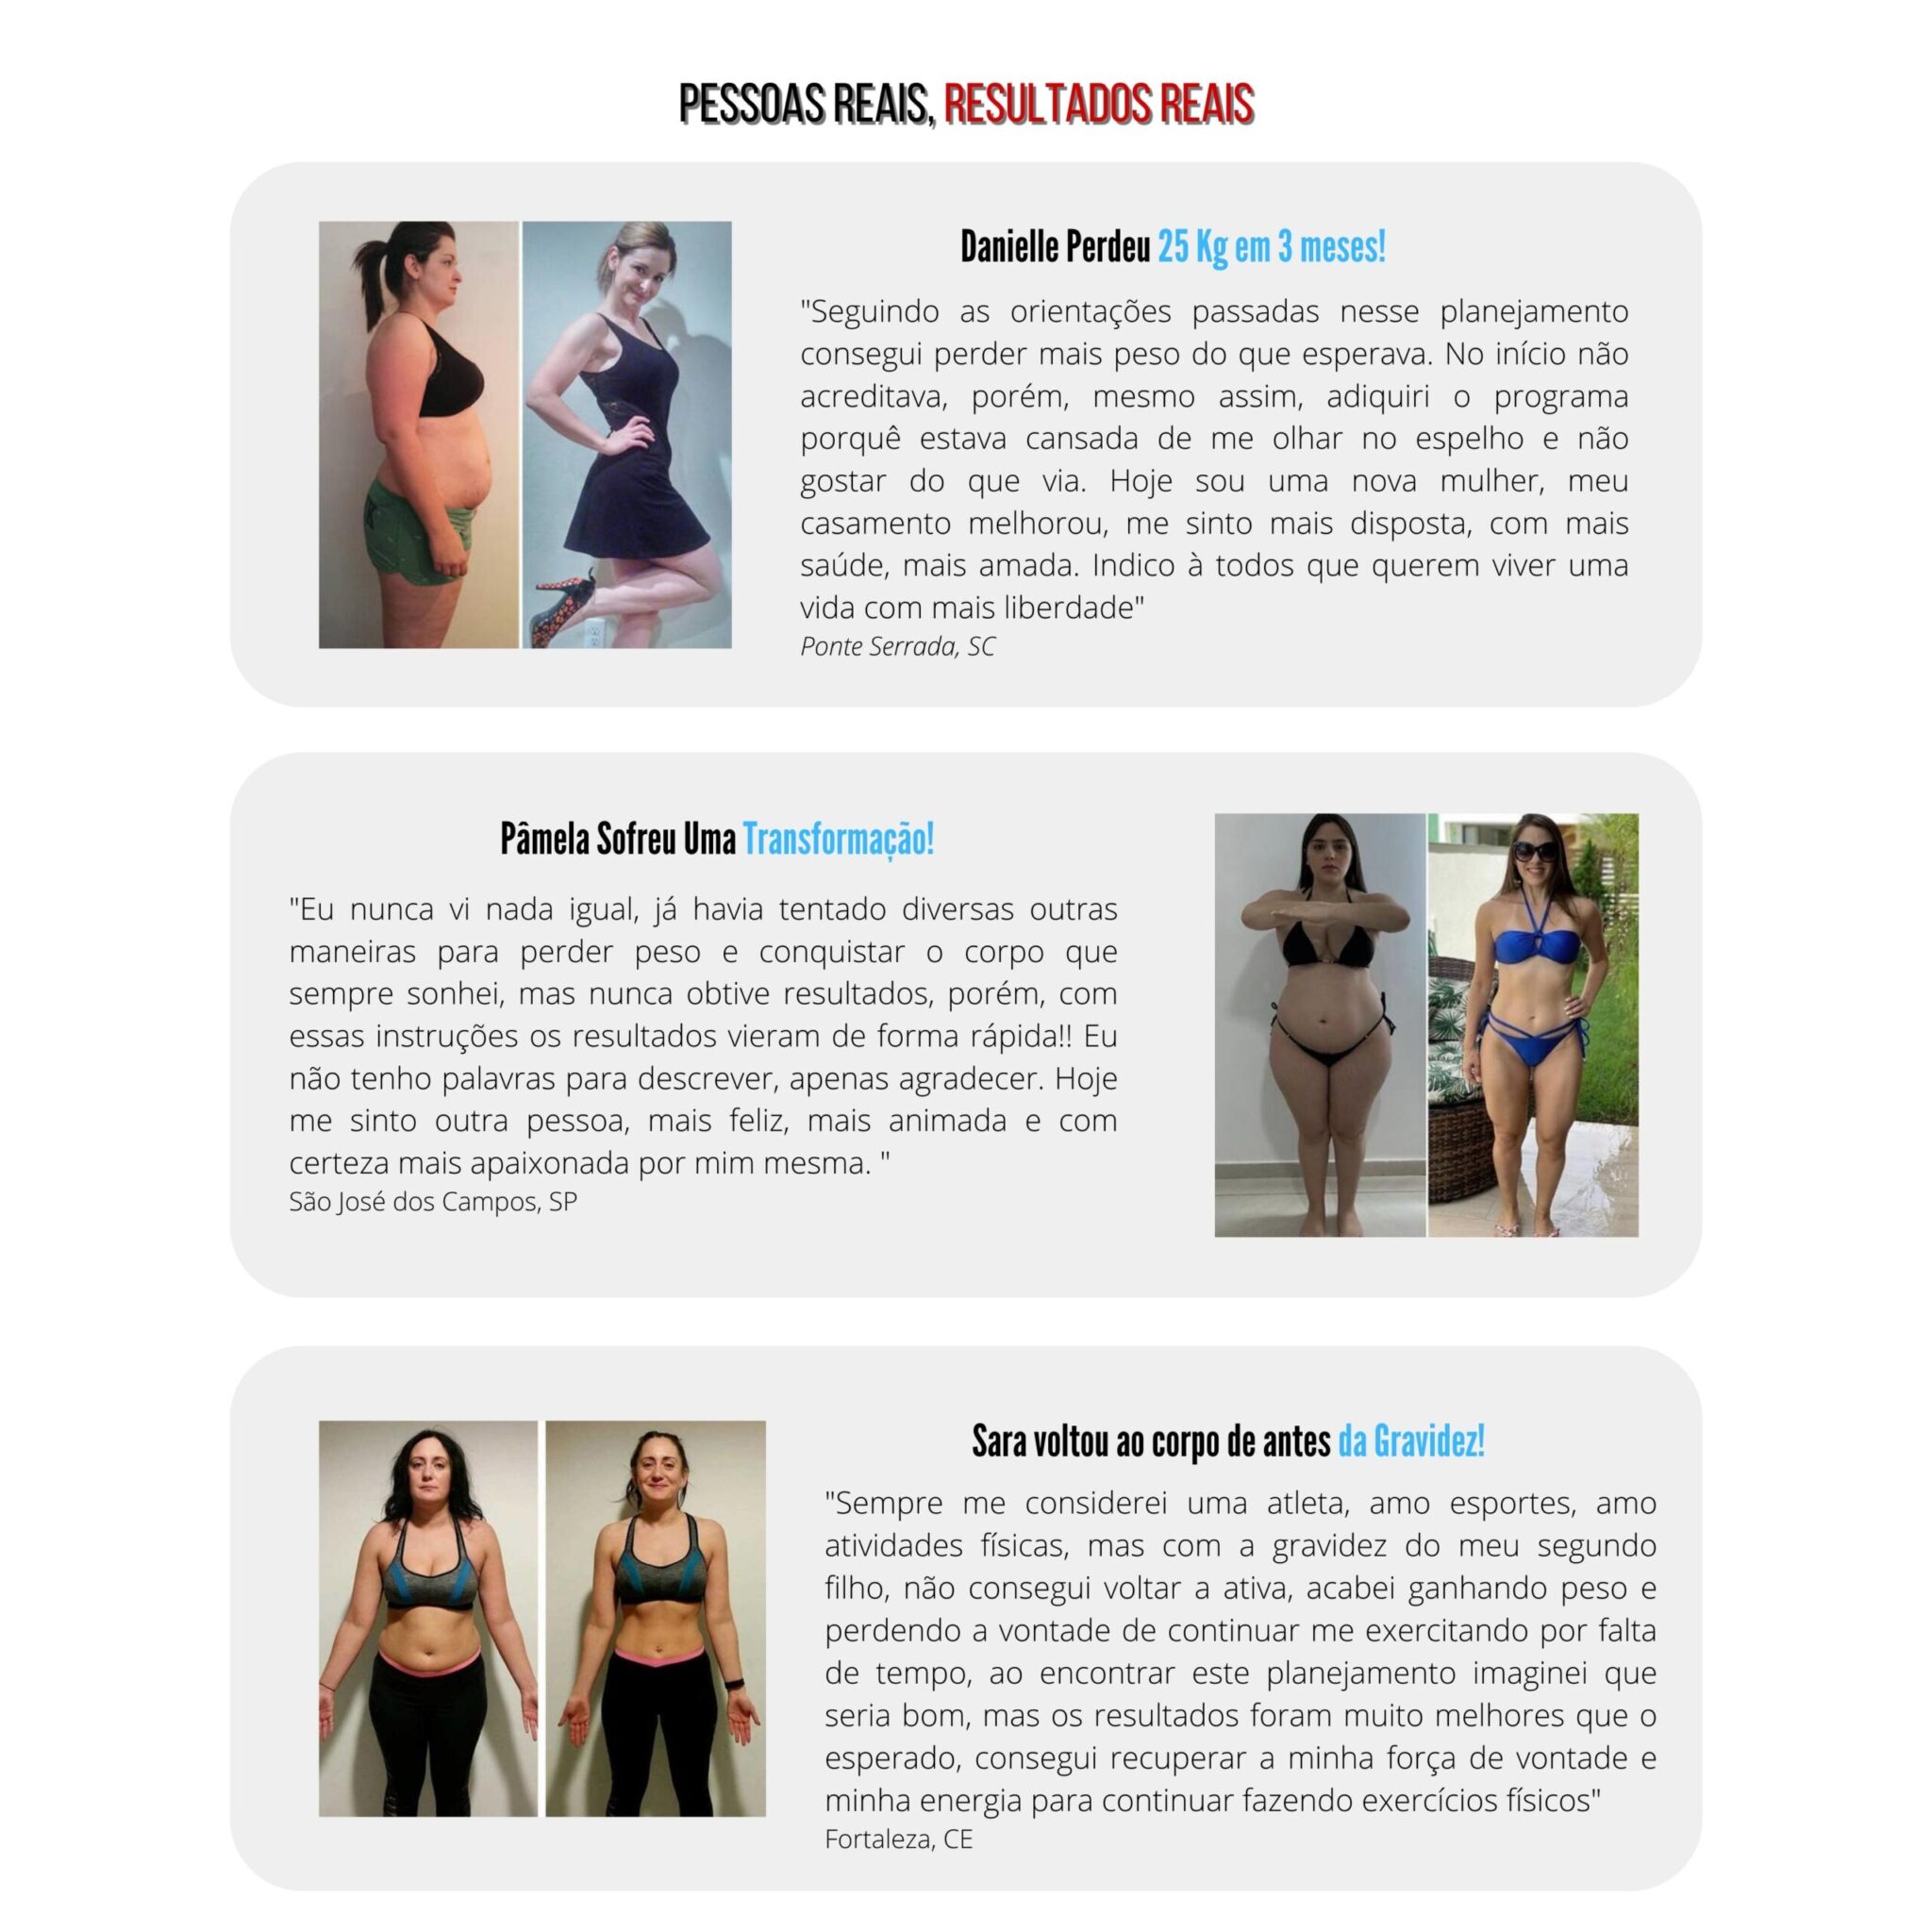 PESSOAS REAIS, RESULTADOS REAIS
Danielle Perdeu 25 Kg em 3 meses!
"Seguindo as orientações passadas nesse planejamento
consegui perder mais peso do que esperava. No início não
acreditava, porém, mesmo assim, adiquiri o programa
porquê estava cansada de me olhar no espelho e não
gostar do que via. Hoje sou uma nova mulher, meu
casamento melhorou, me sinto mais disposta, com mais
saúde, mais amada. Indico à todos que querem viver uma
vida com mais liberdade"
Ponte Serrada, SC
Pâmela Sofreu Uma Transformação!
"Eu nunca vi nada igual, já havia tentado diversas outras
maneiras para perder peso e conquistar o corpo que
sempre sonhei, mas nunca obtive resultados, porém, com
essas instruções os resultados vieram de forma rápida!! Eu
não tenho palavras para descrever, apenas agradecer. Hoje
me sinto outra pessoa, mais feliz, mais animada e com
certeza mais apaixonada por mim mesma. "
São José dos Campos, SP
Sara voltou ao corpo de antes da Gravidez!
"Sempre me considerei uma atleta, amo esportes, amo
atividades físicas, mas com a gravidez do meu segundo
filho, não consegui voltar a ativa, acabei ganhando peso e
perdendo a vontade de continuar me exercitando por falta
de tempo, ao encontrar este planejamento imaginei que
seria bom, mas os resultados foram muito melhores que o
esperado, consegui recuperar a minha força de vontade e
minha energia para continuar fazendo exercícios físicos"
Fortaleza, CE